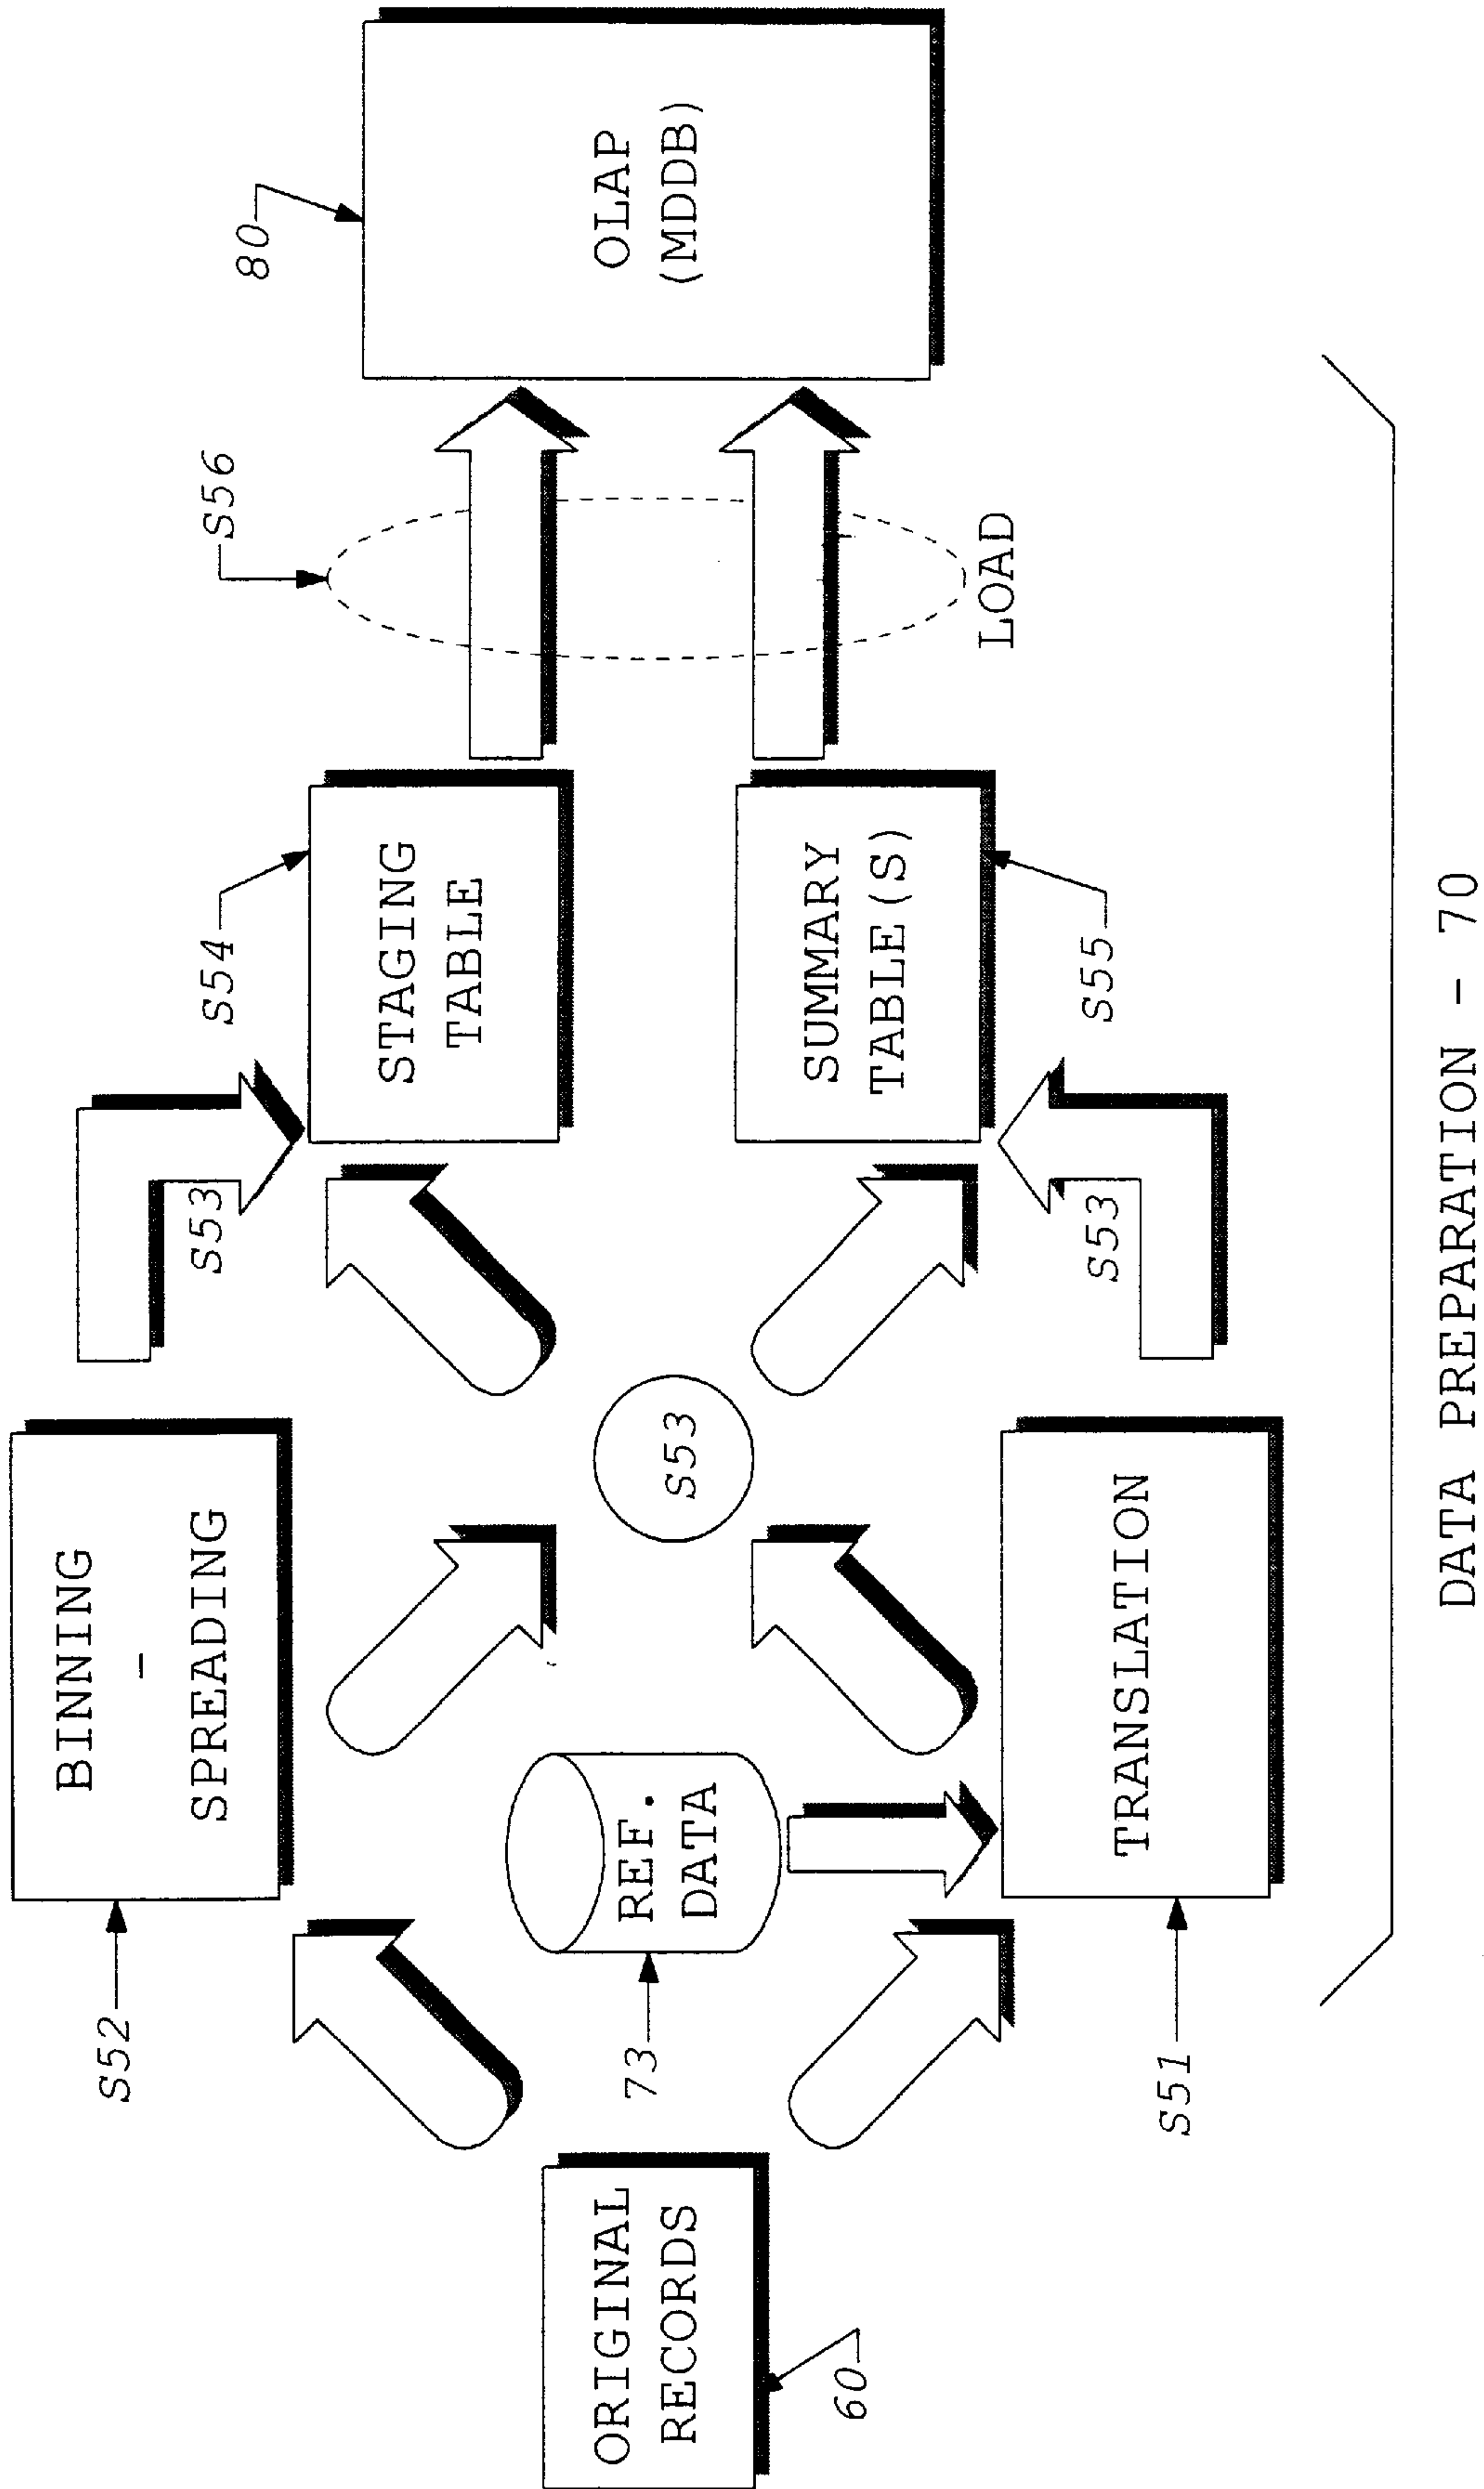 S52
BINNING
-
SPREADING
S53
S54
STAGING
TABLE
S56
80
OLAP
(MDDB)
ORIGINAL
RECORDS
60
73
REF.
DATA
S53
SUMMARY
TABLE(S)
S55
LOAD
S51
TRANSLATION
S53
DATA PREPARATION - 70